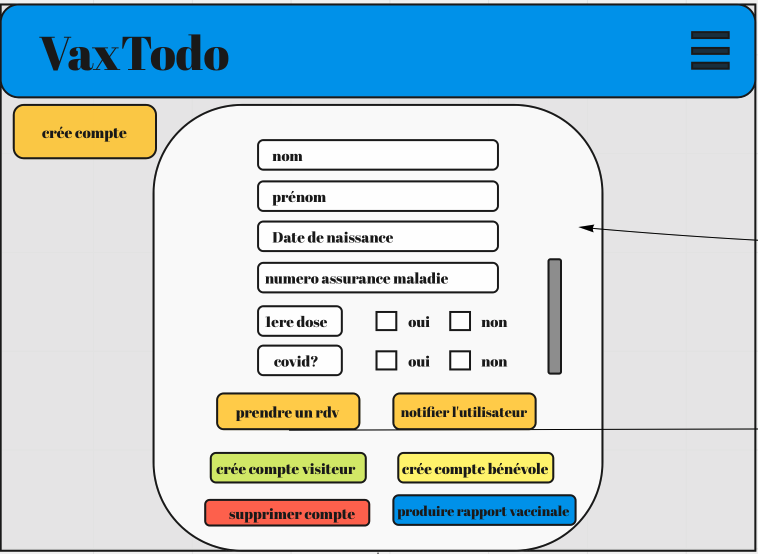 VaxTodo
crée compte
nom
prénom
Date de naissance
numero assurance maladie
1ere dose oui non
covid? oui non
prendre un rdv notifier l'utilisateur
crée compte visiteur crée compte bénévole
supprimer compte produire rapport vaccinale